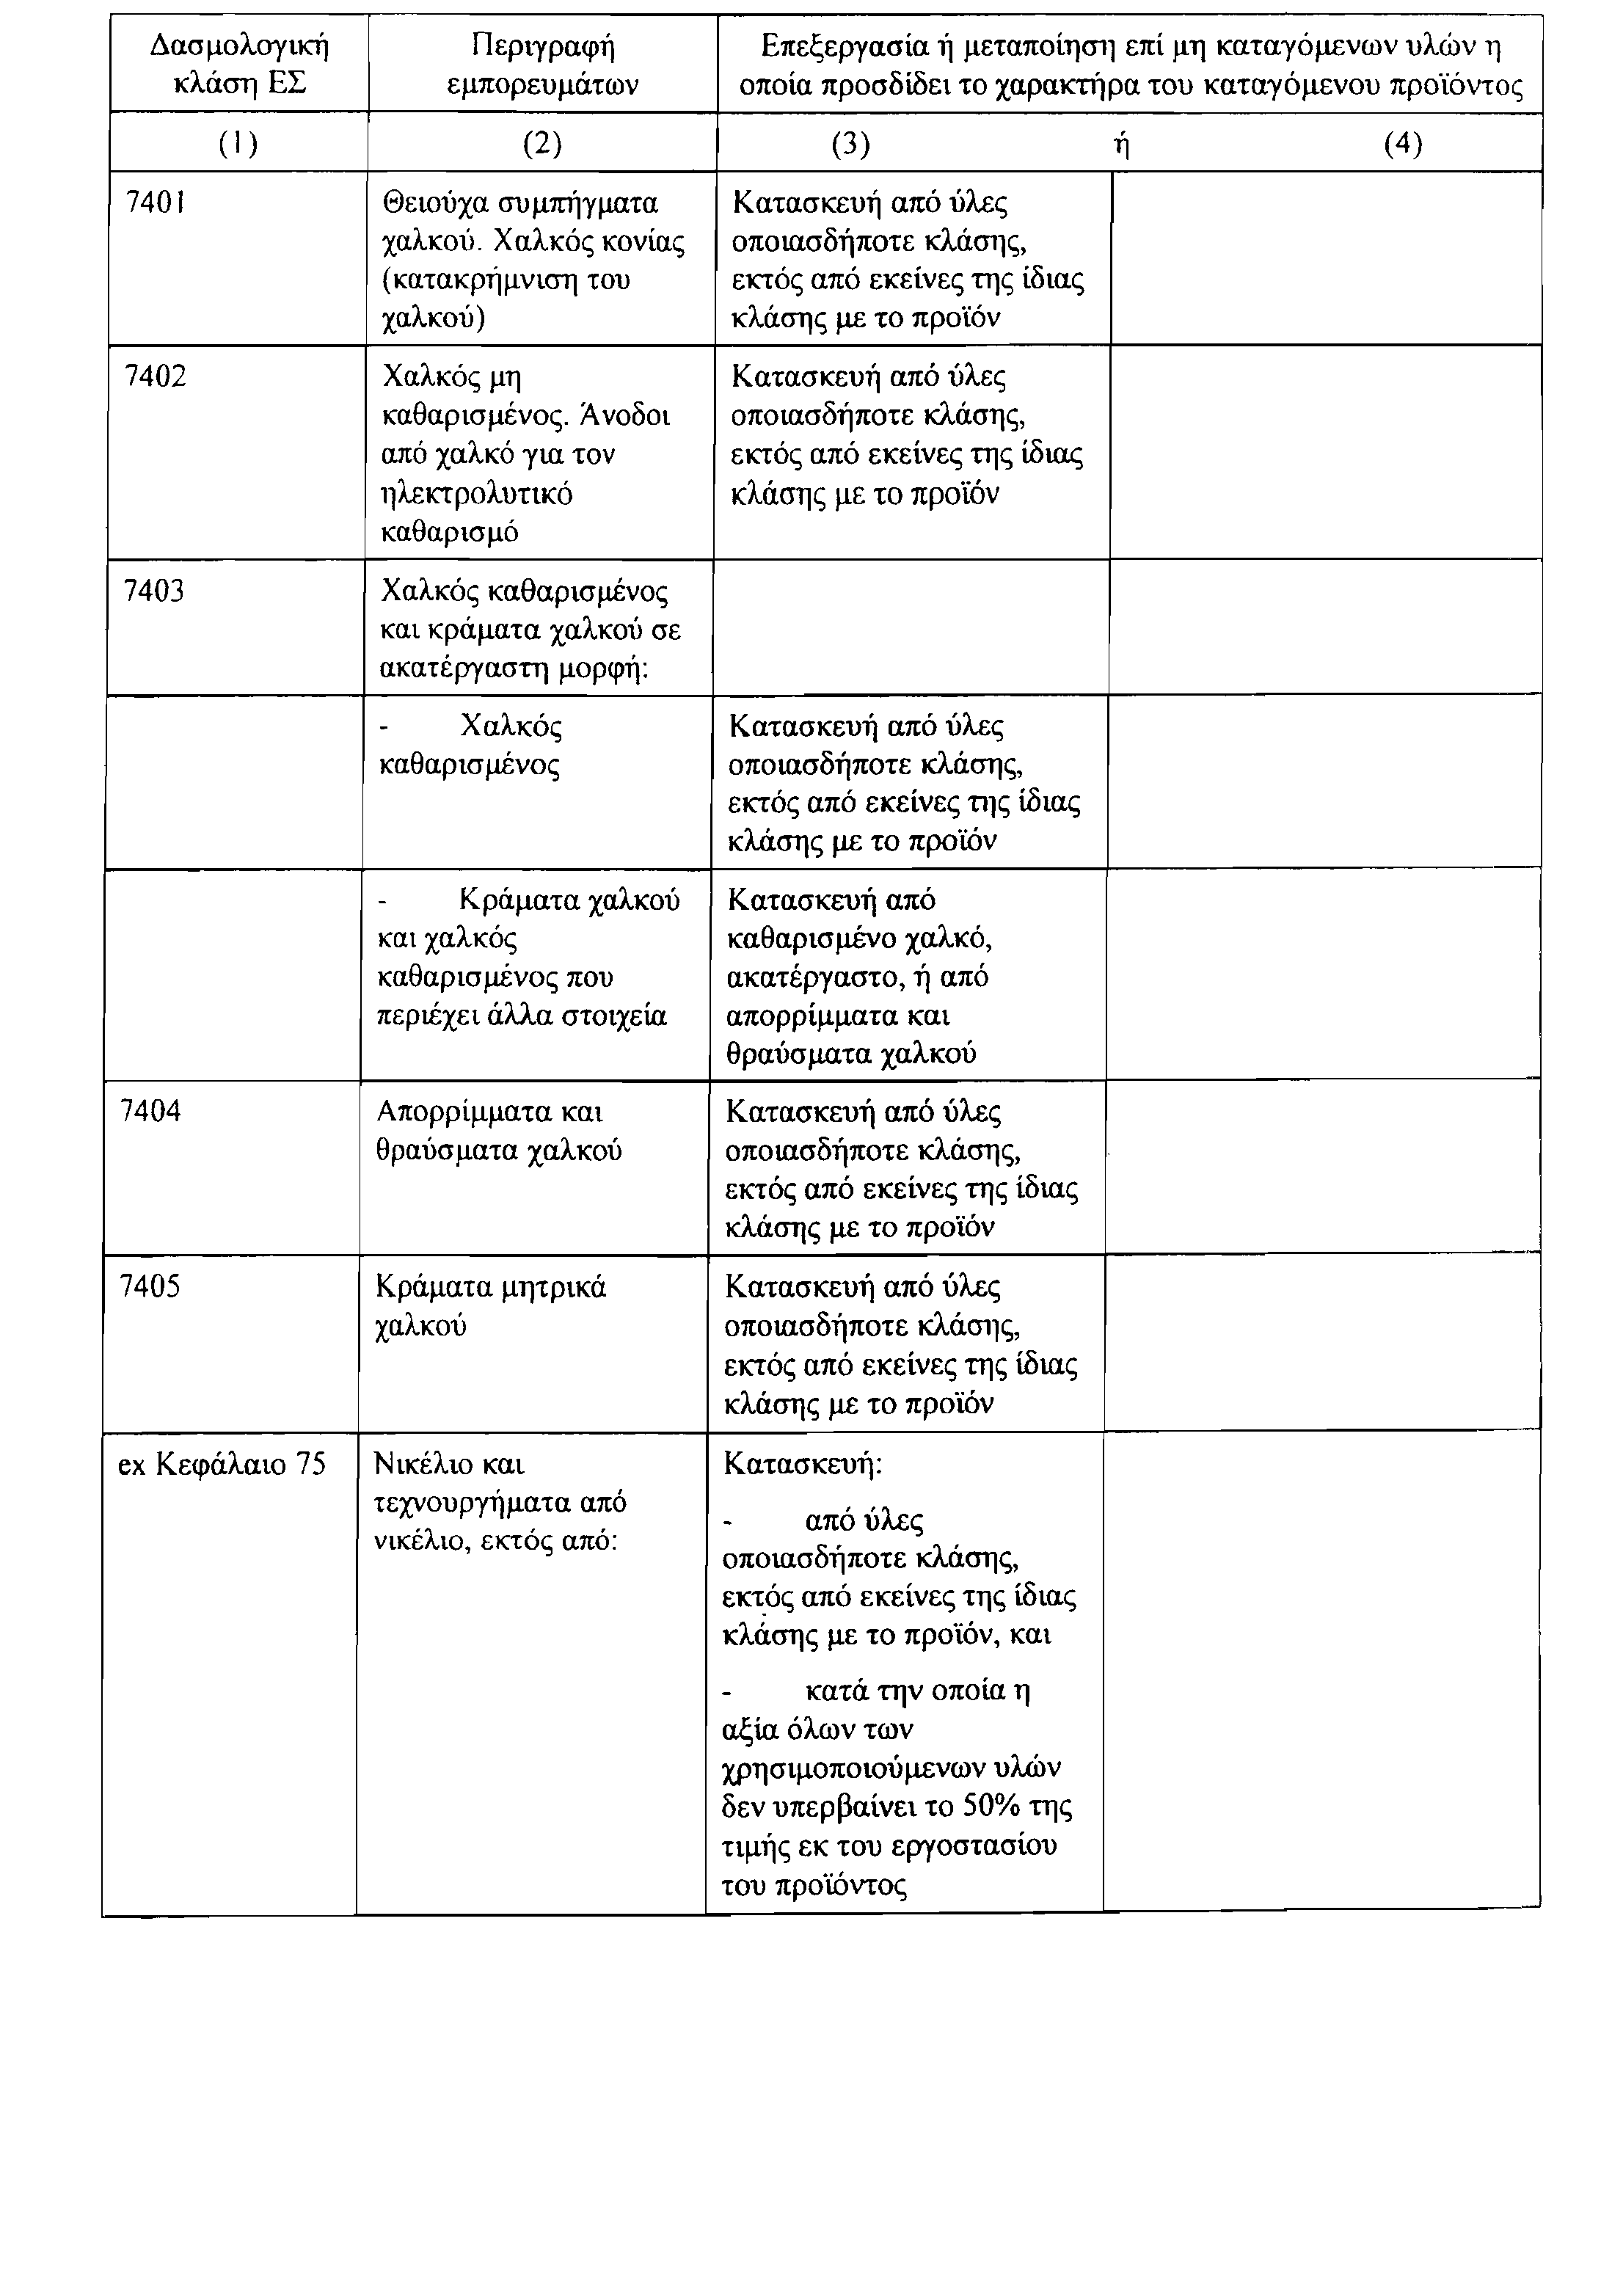 Δασμολογική
κλάση ΕΣ
Περιγραφή
εμπορευμάτων
Επεξεργασία ή μεταποίηση επί μη καταγόμενων υλών η
οποία προσδίδει το χαρακτήρα του καταγόμενου προϊόντος
(1)
(2)
(3) ή (4)
7401
Θειούχα συμπήγματα
χαλκού. Χαλκός κονίας
(κατακρήμνιση του
χαλκού)
Κατασκευή από ύλες
οποιασδήποτε κλάσης,
εκτός από εκείνες της ίδιας
κλάσης με το προϊόν
7402
Χαλκός μη
καθαρισμένος. Άνοδοι
από χαλκό για τον
ηλεκτρολυτικό
καθαρισμό
Κατασκευή από ύλες
οποιασδήποτε κλάσης,
εκτός από εκείνες της ίδιας
κλάσης με το προϊόν
7403
Χαλκός καθαρισμένος
και κράματα χαλκού σε
ακατέργαστη μορφή:
- Χαλκός
καθαρισμένος
Κατασκευή από ύλες
οποιασδήποτε κλάσης,
εκτός από εκείνες της ίδιας
κλάσης με το προϊόν
- Κράματα χαλκού
και χαλκός
καθαρισμένος που
περιέχει άλλα στοιχεία
Κατασκευή από
καθαρισμένο χαλκό,
ακατέργαστο, ή από
απορρίμματα και
θραύσματα χαλκού
7404
Απορρίμματα και
θραύσματα χαλκού
Κατασκευή από ύλες
οποιασδήποτε κλάσης,
εκτός από εκείνες της ίδιας
κλάσης με το προϊόν
7405
Κράματα μητρικά
χαλκού
Κατασκευή από ύλες
οποιασδήποτε κλάσης,
εκτός από εκείνες της ίδιας
κλάσης με το προϊόν
ex Κεφάλαιο 75
Νικέλιο και
τεχνουργήματα από
νικέλιο, εκτός από:
Κατασκευή:
- από ύλες
οποιασδήποτε κλάσης,
εκτός από εκείνες της ίδιας
κλάσης με το προϊόν, και
- κατά την οποία η
αξία όλων των
χρησιμοποιούμενων υλών
δεν υπερβαίνει το 50% της
τιμής εκ του εργοστασίου
του προϊόντος